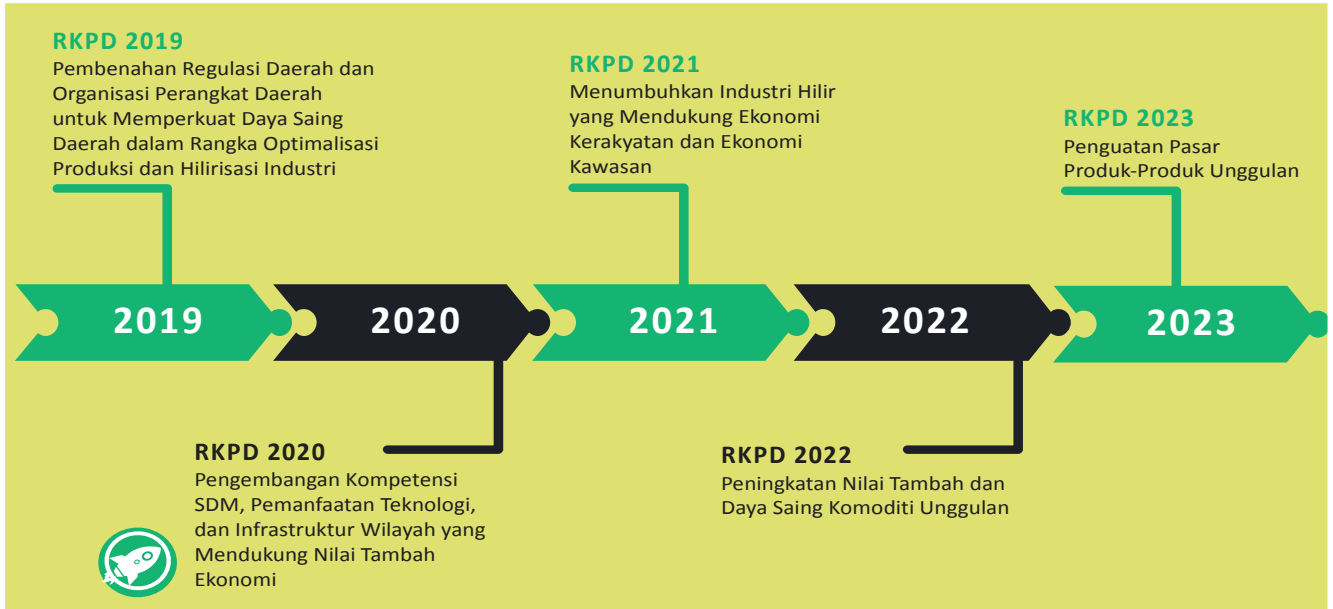 RKPD 2019
Pembenahan Regulasi Daerah dan
Organisasi Perangkat Daerah
untuk Memperkuat Daya Saing
Daerah dalam Rangka Optimalisasi
Produksi dan Hilirisasi Industri
RKPD 2021
Menumbuhkan Industri Hilir
yang Mendukung Ekonomi
Kerakyatan dan Ekonomi
Kawasan
RKPD 2023
Penguatan Pasar
Produk-Produk Unggulan
2019
2020
2021
2022
2023
RKPD 2020
Pengembangan Kompetensi
SDM, Pemanfaatan Teknologi,
dan Infrastruktur Wilayah yang
Mendukung Nilai Tambah
Ekonomi
RKPD 2022
Peningkatan Nilai Tambah dan
Daya Saing Komoditi Unggulan